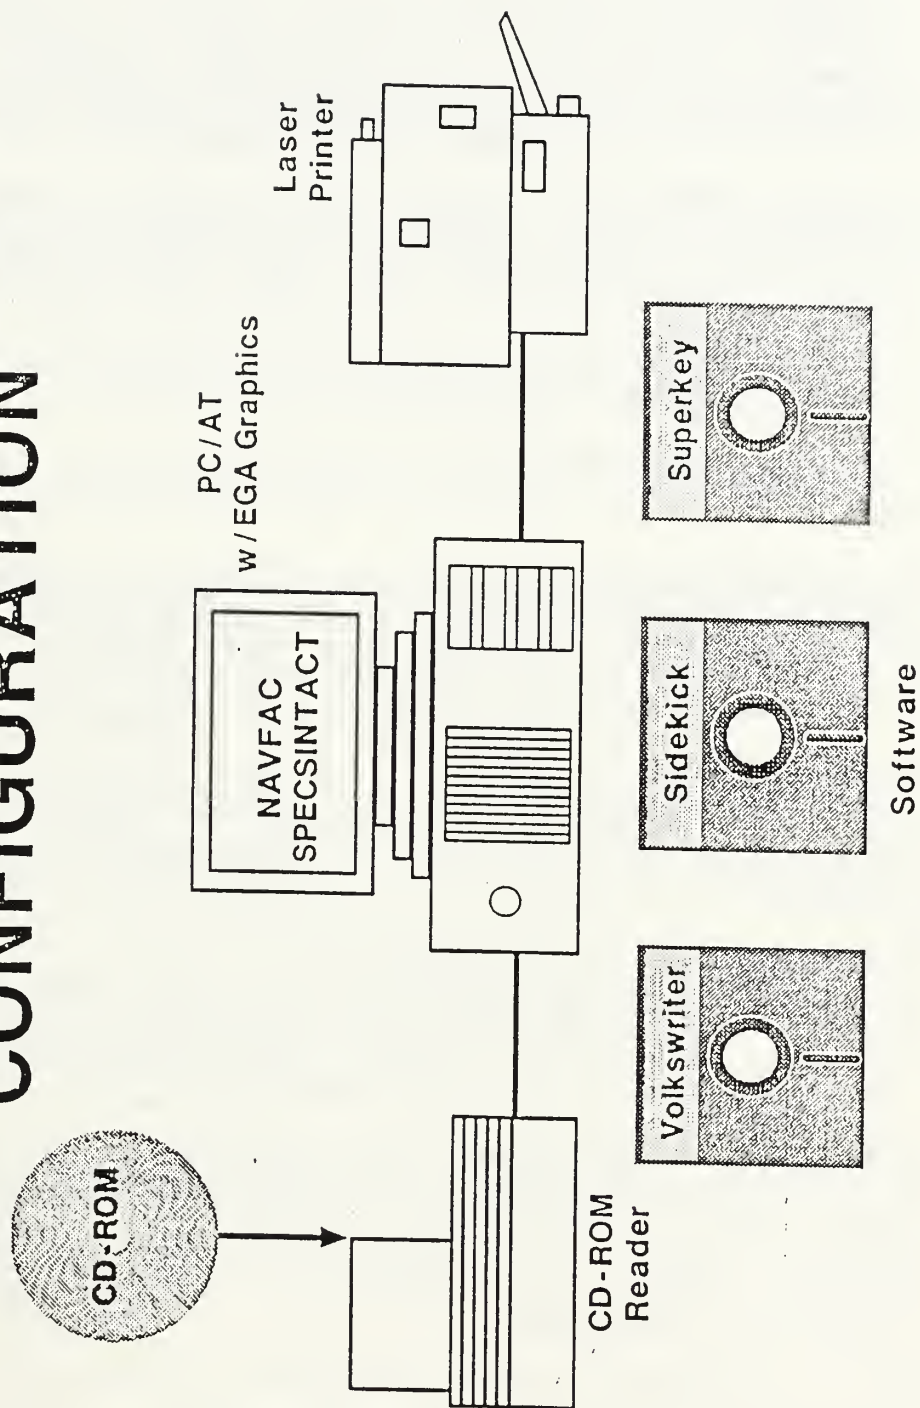 CONFIGURATION
CD-ROM
PC/AT
w/EGA Graphics
Laser
Printer
NAVFAC
SPECSINTACT
CD-ROM
Reader
Volkswriter
Sidekick
Superkey
Software